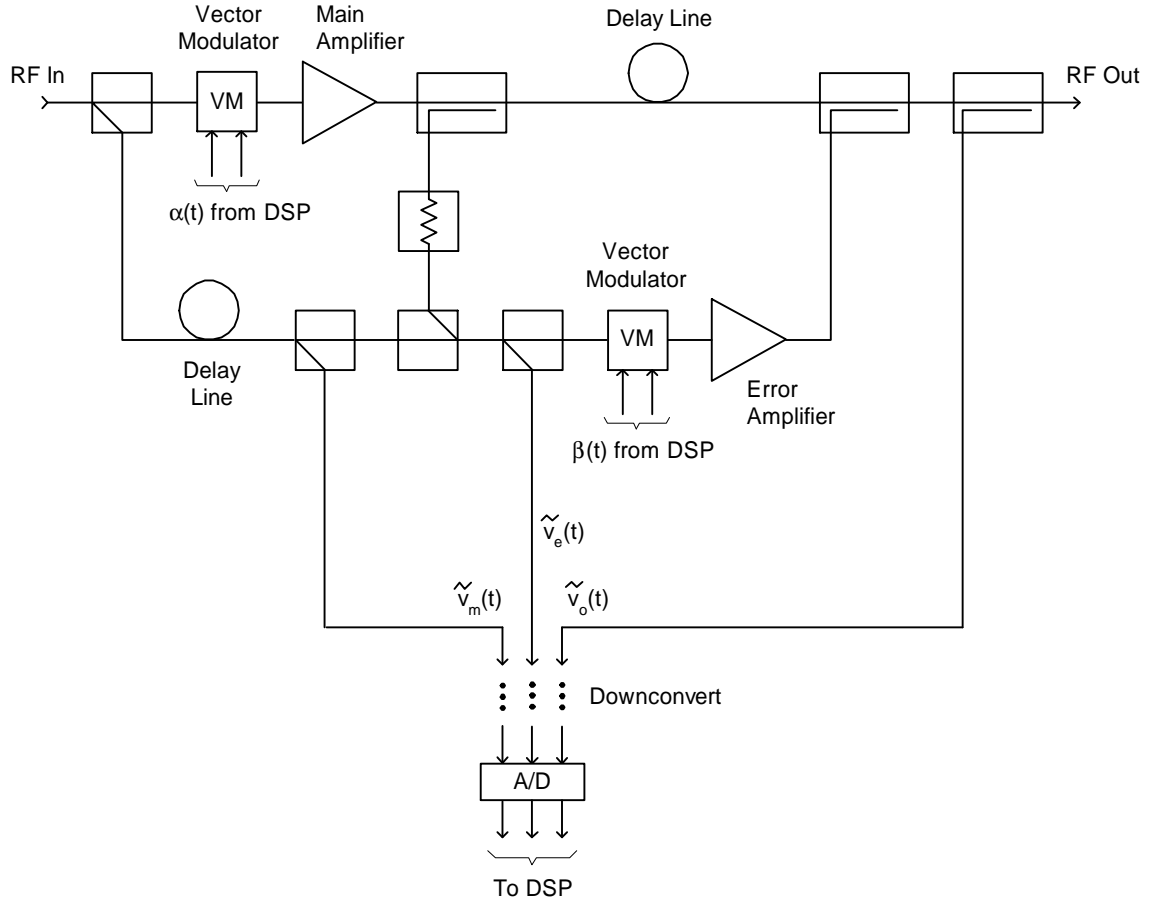 Vector
Modulator
Main
Amplifier
Delay Line
RF In
VM
RF Out
α(t) from DSP
Vector
Modulator
VM
Delay
Line
Error
Amplifier
β(t) from DSP
ṽe(t)
ṽm(t)
ṽo(t)
Downconvert
A/D
To DSP